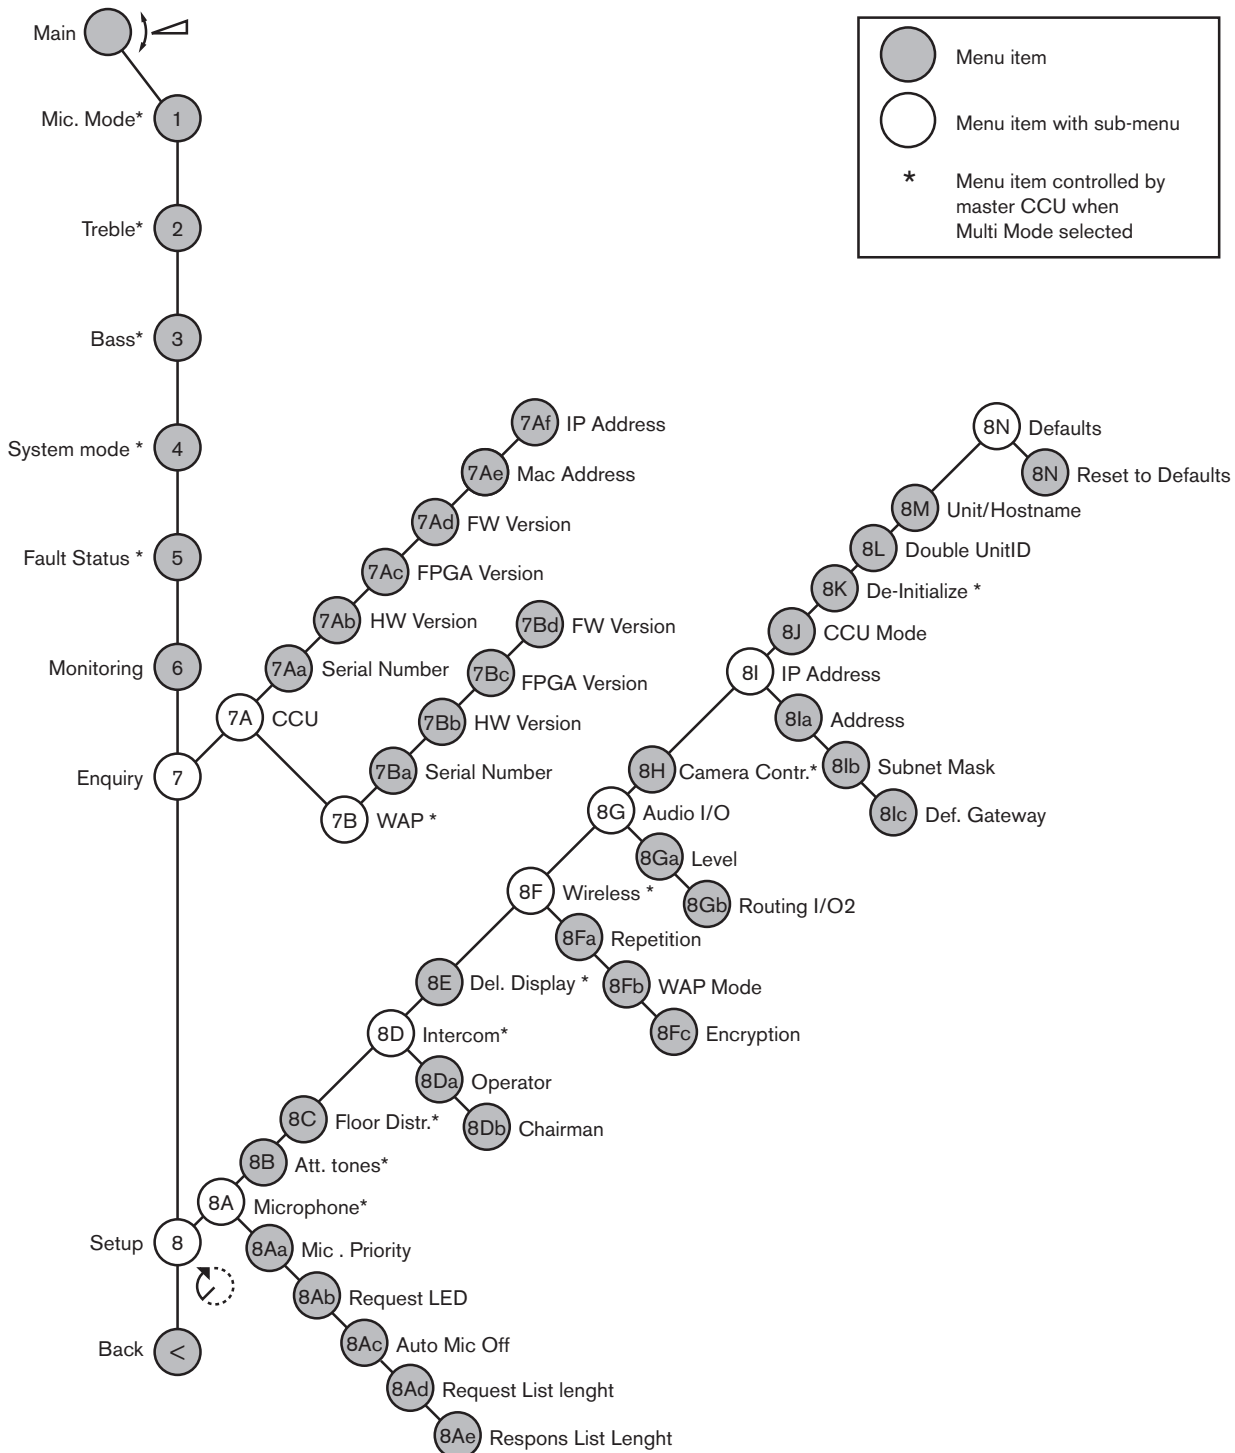 Main
Mic. Mode* 1
Treble* 2
Bass* 3
System mode * 4
Fault Status * 5
Monitoring 6
Enquiry 7
Setup 8
Back <
Menu item
Menu item with sub-menu
* Menu item controlled by
master CCU when
Multi Mode selected
7Af IP Address
7Ae Mac Address
7Ad FW Version
7Ac FPGA Version
7Ab HW Version
7Aa Serial Number
7A CCU
7Bd FW Version
7Bc FPGA Version
7Bb HW Version
7Ba Serial Number
7B WAP *
8N Defaults
8N Reset to Defaults
8M Unit/Hostname
8L Double UnitID
8K De-Initialize *
8J CCU Mode
8I IP Address
8Ia Address
8Ib Subnet Mask
8Ic Def. Gateway
8H Camera Contr.*
8G Audio I/O
8Ga Level
8Gb Routing I/O2
8F Wireless *
8Fa Repetition
8Fb WAP Mode
8Fc Encryption
8E Del. Display *
8D Intercom*
8Da Operator
8Db Chairman
8C Floor Distr.*
8B Att. tones*
8A Microphone*
8Aa Mic . Priority
8Ab Request LED
8Ac Auto Mic Off
8Ad Request List lenght
8Ae Respons List Lenght